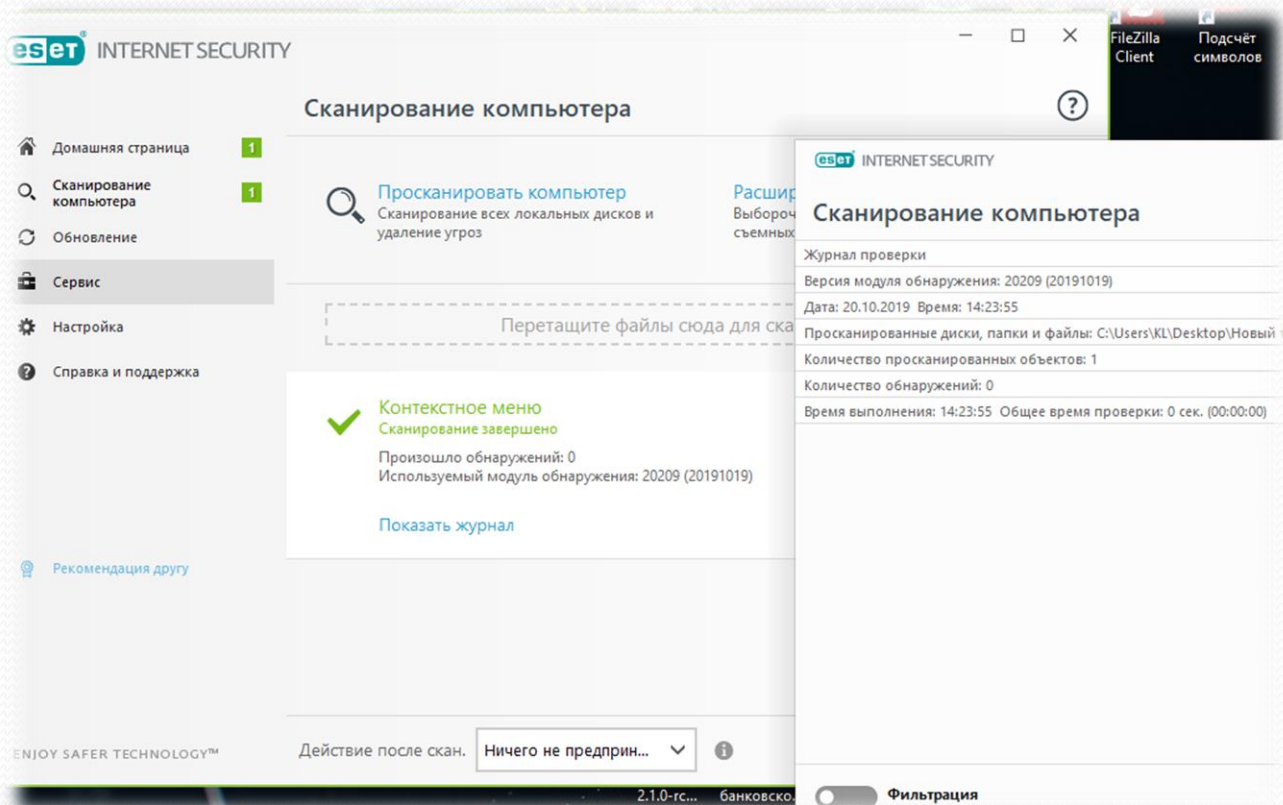 eset INTERNET SECURITY
FileZilla
Client
Подсчёт
символов
Сканирование компьютера
Домашняя страница 1
Сканирование
компьютера 1
Обновление
Сервис
Настройка
Справка и поддержка
Рекомендация другу
ENJOY SAFER TECHNOLOGY™
Просканировать компьютер
Сканирование всех локальных дисков и
удаление угроз
Расшир
Выбороч
съемных
Перетащите файлы сюда для ска
Контекстное меню
Сканирование завершено
Произошло обнаружений: 0
Используемый модуль обнаружения: 20209 (20191019)
Показать журнал
Действие после скан. Ничего не предприн...
eset INTERNET SECURITY
Сканирование компьютера
Журнал проверки
Версия модуля обнаружения: 20209 (20191019)
Дата: 20.10.2019 Время: 14:23:55
Просканированные диски, папки и файлы: C:\Users\KL\Desktop\Новый
Количество просканированных объектов: 1
Количество обнаружений: 0
Время выполнения: 14:23:55 Общее время проверки: 0 сек. (00:00:00)
Фильтрация
2.1.0-rc... банковско.